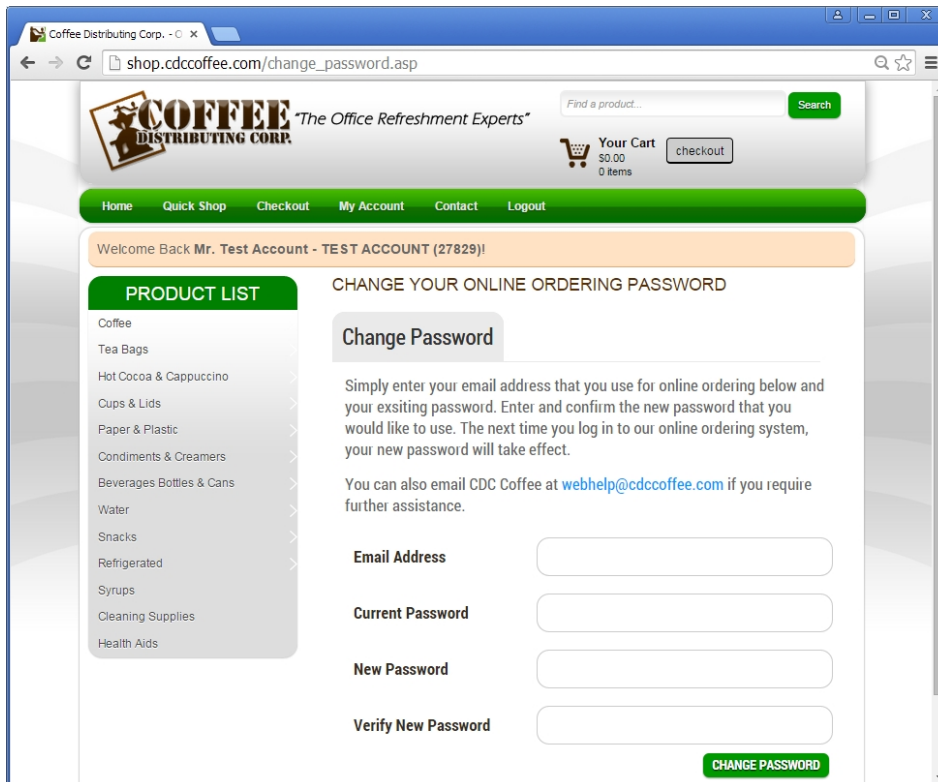 Coffee Distributing Corp. - O
shop.cdccoffee.com/change_password.asp
COFFEE
DISTRIBUTING CORP.
"The Office Refreshment Experts"
Find a product...
Search
Your Cart
$0.00
0 items
checkout
Home Quick Shop Checkout My Account Contact Logout
Welcome Back Mr. Test Account - TEST ACCOUNT (27829)!
PRODUCT LIST
Coffee
Tea Bags
Hot Cocoa & Cappuccino
Cups & Lids
Paper & Plastic
Condiments & Creamers
Beverages Bottles & Cans
Water
Snacks
Refrigerated
Syrups
Cleaning Supplies
Health Aids
CHANGE YOUR ONLINE ORDERING PASSWORD
Change Password
Simply enter your email address that you use for online ordering below and
your exsiting password. Enter and confirm the new password that you
would like to use. The next time you log in to our online ordering system,
your new password will take effect.
You can also email CDC Coffee at webhelp@cdccoffee.com if you require
further assistance.
Email Address
Current Password
New Password
Verify New Password
CHANGE PASSWORD